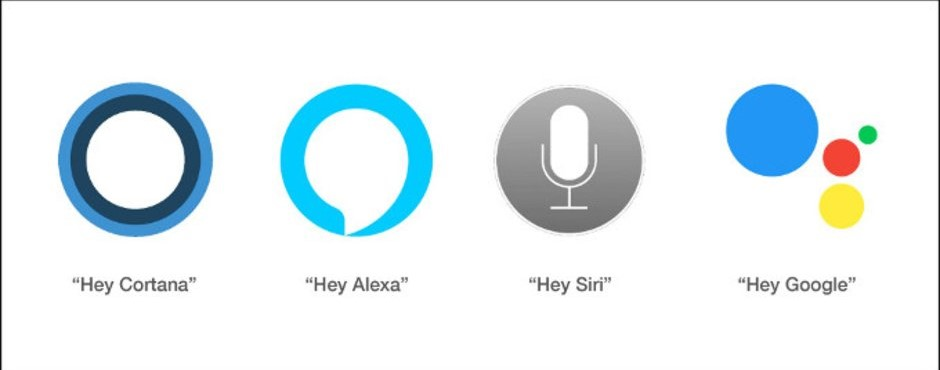 “Hey Cortana”
“Hey Alexa”
“Hey Siri”
“Hey Google”